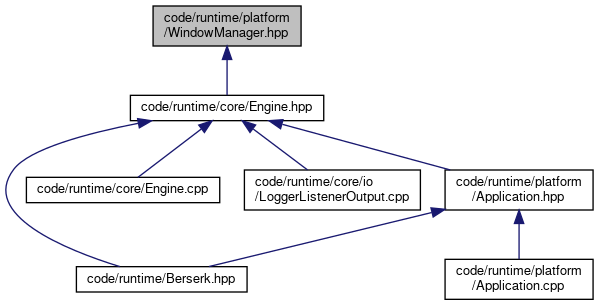 code/runtime/platform
/WindowManager.hpp
code/runtime/core/Engine.hpp
code/runtime/core/Engine.cpp
code/runtime/core/io
/LoggerListenerOutput.cpp
code/runtime/platform
/Application.hpp
code/runtime/Berserk.hpp
code/runtime/platform
/Application.cpp